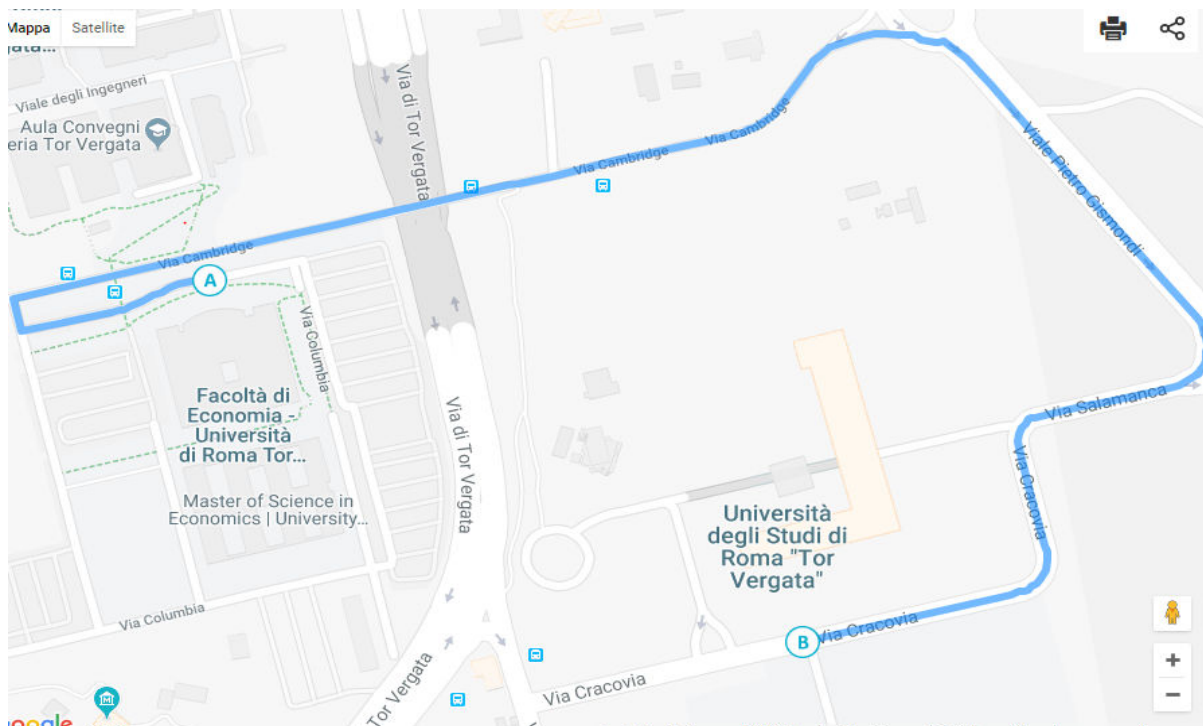 Mappa Satellite
Viale degli Ingegneri
Aula Convegni
eria Tor Vergata
Via di Tor Vergata
Via Cambridge
Via Cambridge
Via Cambridge
Viale Pietro Gismondi
A
Via Columbia
Facoltà di
Economia -
Università
di Roma Tor...
Master of Science in
Economics | University...
Via di Tor Vergata
Via Salamanca
Via Cracovia
Università
degli Studi di
Roma "Tor
Vergata"
Via Columbia
B
Via Cracovia
Tor Vergata
Via Cracovia
oogle